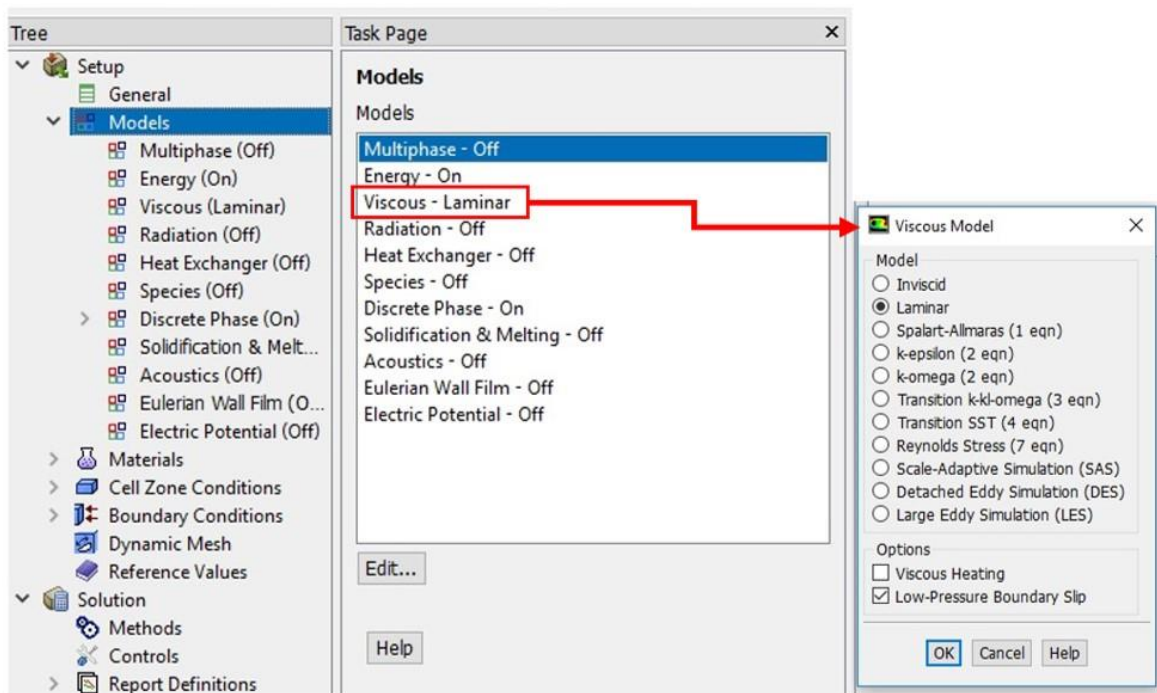 Tree
Setup
General
Models
Multiphase (Off)
Energy (On)
Viscous (Laminar)
Radiation (Off)
Heat Exchanger (Off)
Species (Off)
Discrete Phase (On)
Solidification & Melt...
Acoustics (Off)
Eulerian Wall Film (O...
Electric Potential (Off)
Materials
Cell Zone Conditions
Boundary Conditions
Dynamic Mesh
Reference Values
Solution
Methods
Controls
Report Definitions
Task Page
Models
Models
Multiphase - Off
Energy - On
Viscous - Laminar
Radiation - Off
Heat Exchanger - Off
Species - Off
Discrete Phase - On
Solidification & Melting - Off
Acoustics - Off
Eulerian Wall Film - Off
Electric Potential - Off
Edit...
Help
Viscous Model
Model
Inviscid
Laminar
Spalart-Allmaras (1 eqn)
k-epsilon (2 eqn)
k-omega (2 eqn)
Transition k-kl-omega (3 eqn)
Transition SST (4 eqn)
Reynolds Stress (7 eqn)
Scale-Adaptive Simulation (SAS)
Detached Eddy Simulation (DES)
Large Eddy Simulation (LES)
Options
Viscous Heating
Low-Pressure Boundary Slip
OK Cancel Help